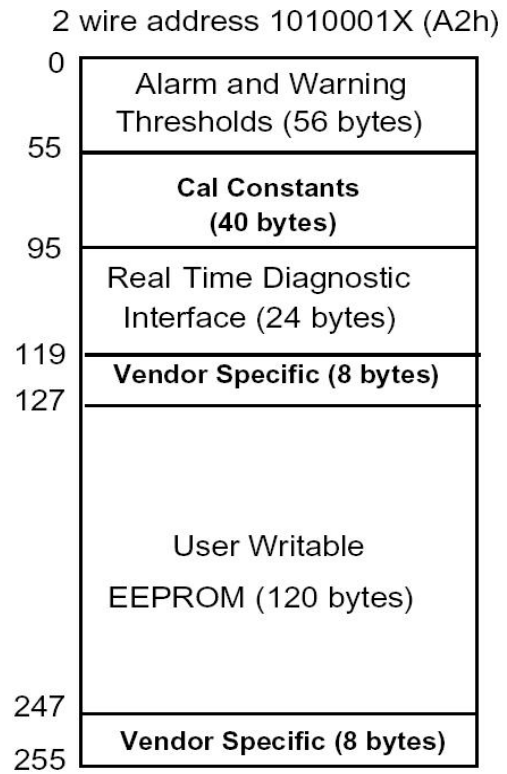 2 wire address 1010001X (A2h)
0
Alarm and Warning
Thresholds (56 bytes)
55
Cal Constants
(40 bytes)
95
Real Time Diagnostic
Interface (24 bytes)
119
Vendor Specific (8 bytes)
127
User Writable
EEPROM (120 bytes)
247
Vendor Specific (8 bytes)
255